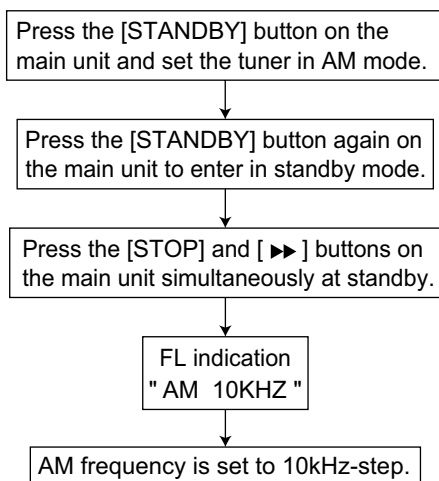 Press the [STANDBY] button on the
main unit and set the tuner in AM mode.
Press the [STANDBY] button again on
the main unit to enter in standby mode.
Press the [STOP] and [ ▶▶ ] buttons on
the main unit simultaneously at standby.
FL indication
" AM  10KHZ "
AM frequency is set to 10kHz-step.